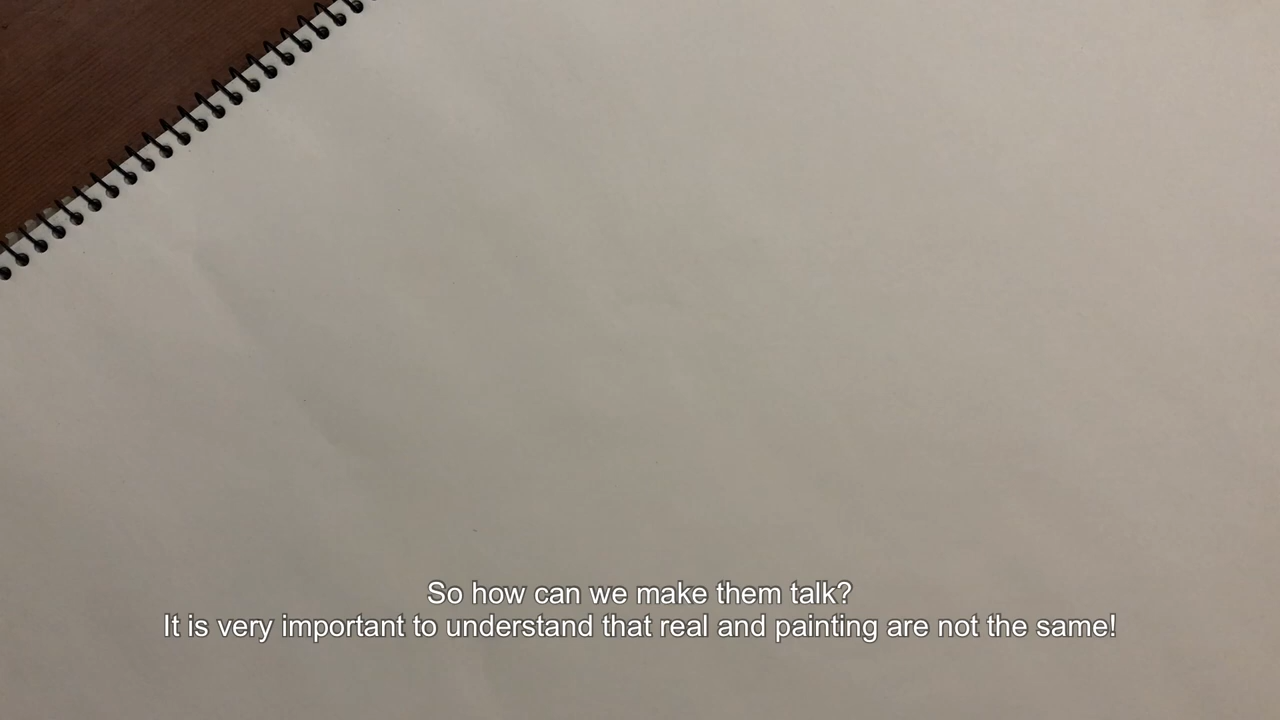 So how can we make them talk?
It is very important to understand that real and painting are not the same!